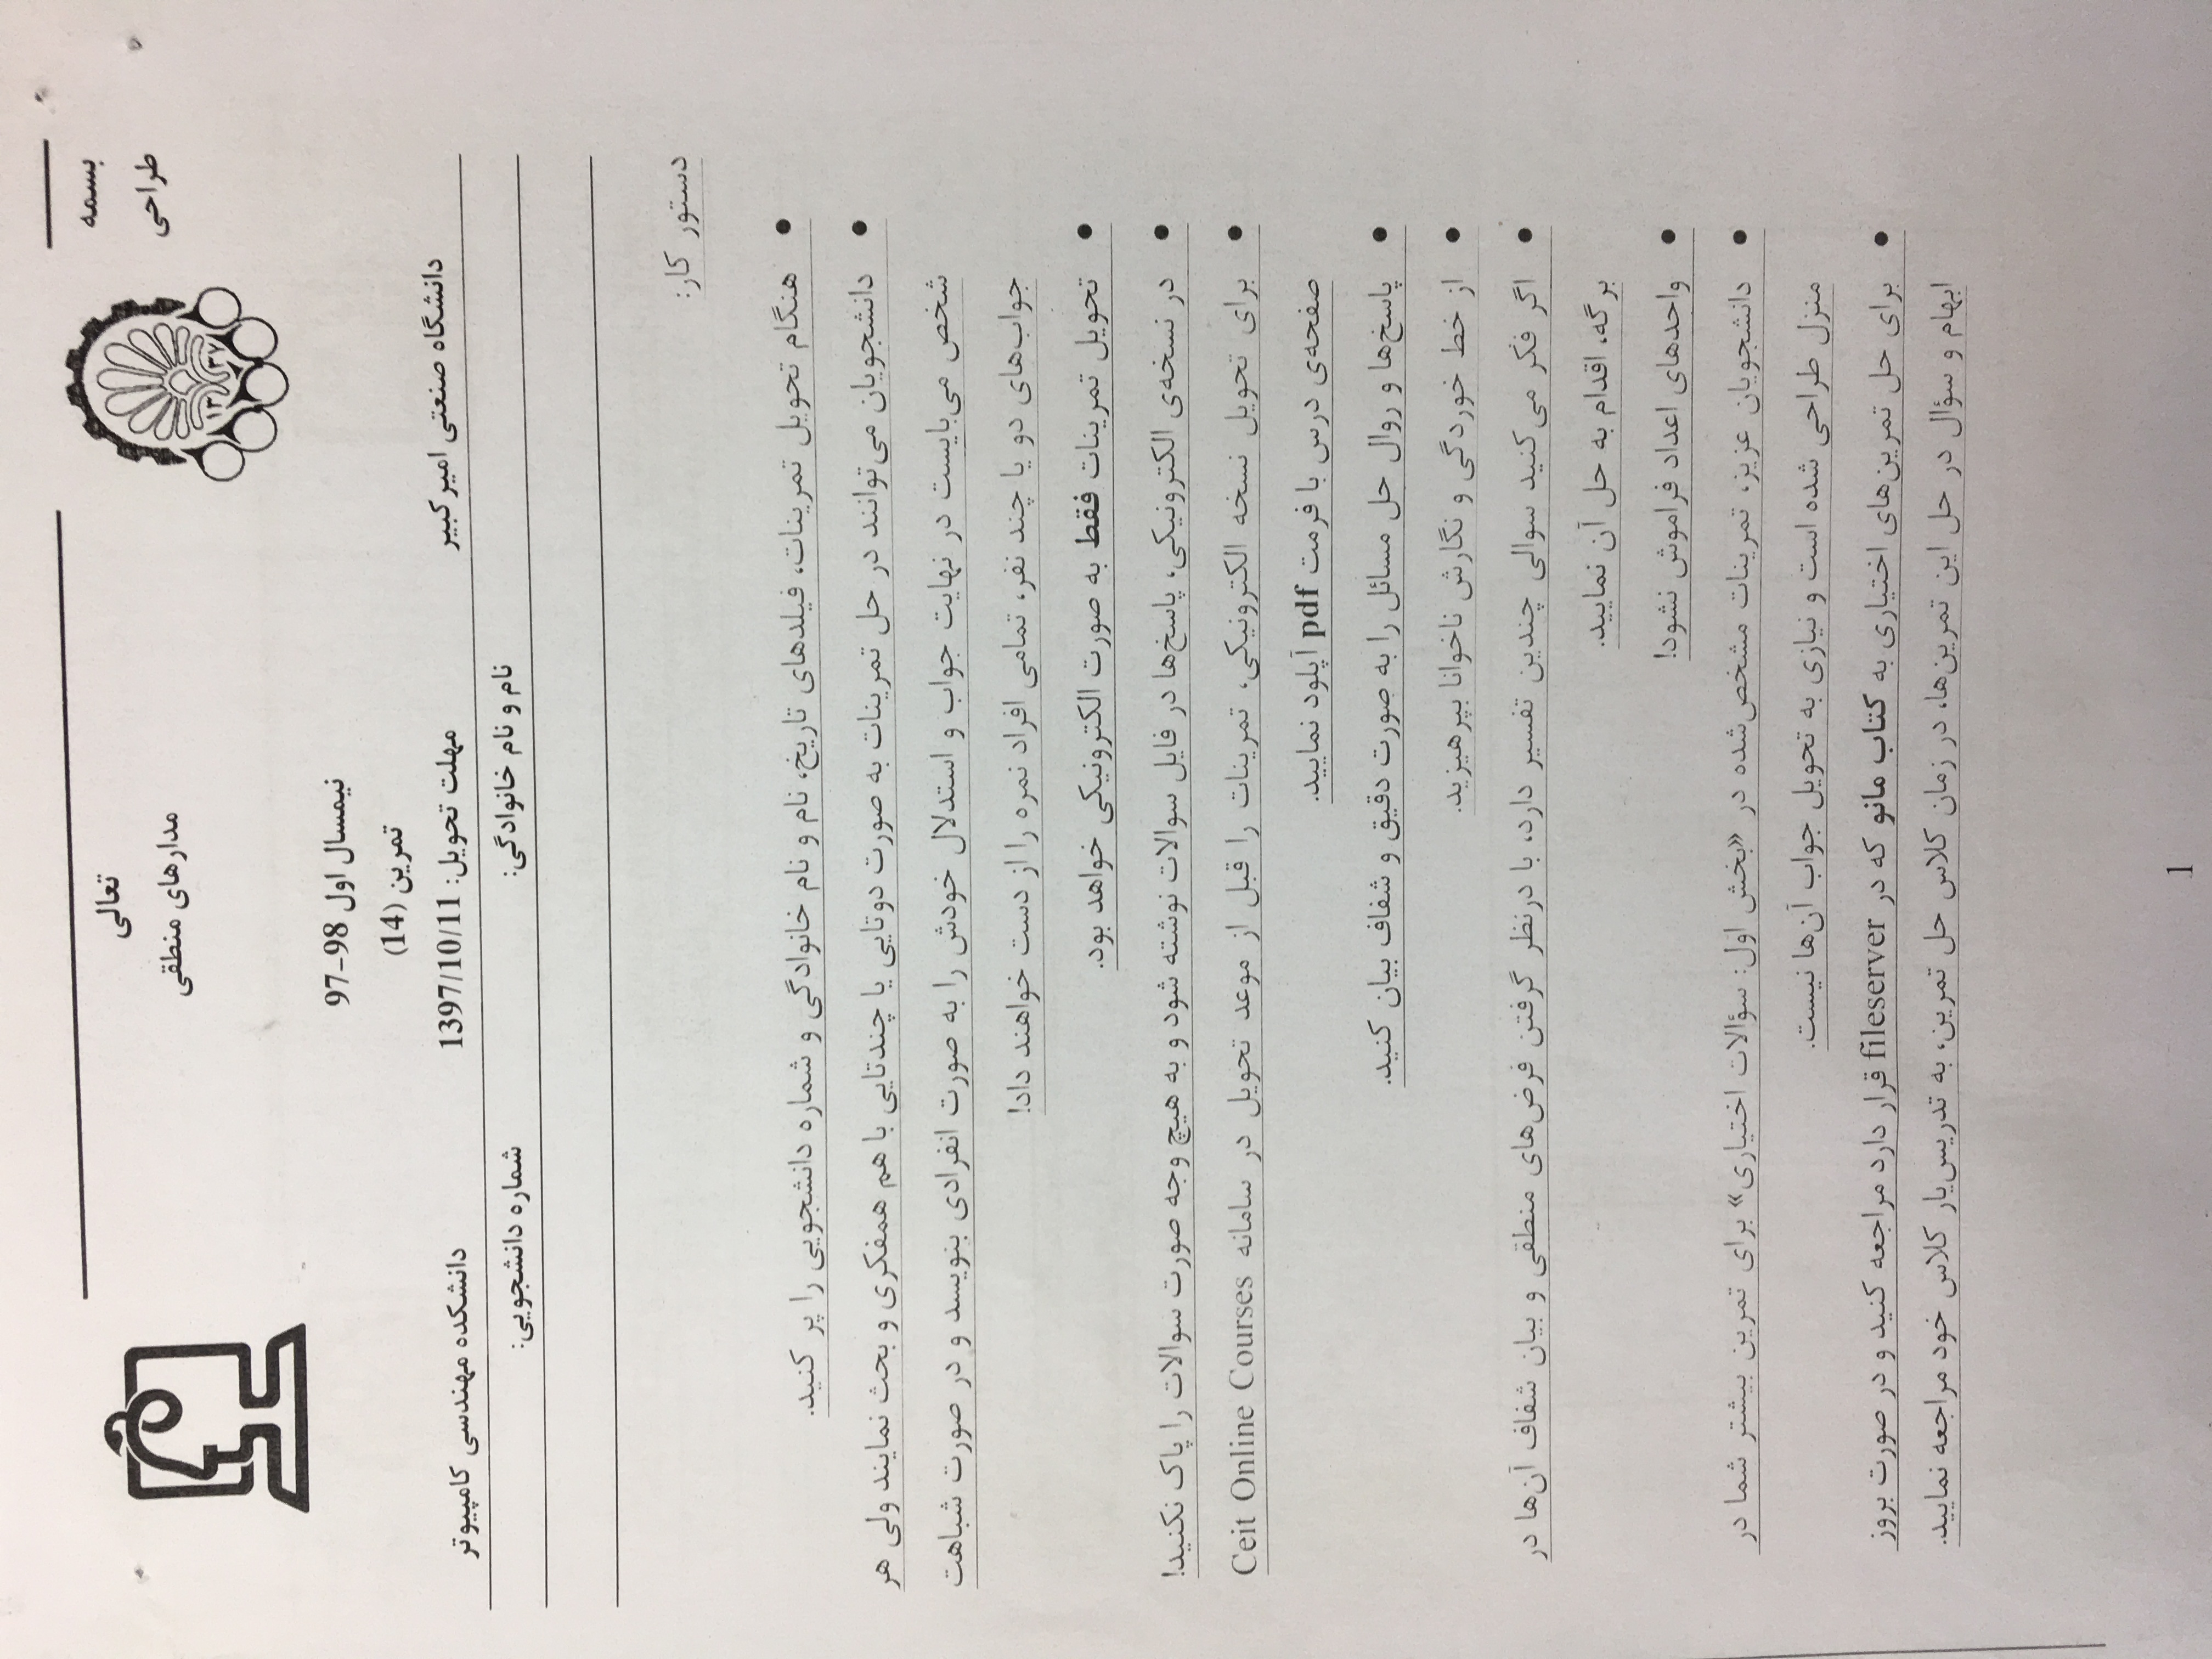 بسمه تعالی
طراحی مدارهای منطقی
۱۳ ۳۷
نیمسال اول 98-97
تمرین (14)
دانشگاه صنعتی امیرکبیر مهلت تحویل: 1397/10/11 دانشکده مهندسی کامپیوتر
نام و نام خانوادگی: شماره دانشجویی:
دستور کار:
• هنگام تحویل تمرینات، فیلدهای تاریخ، نام و نام خانوادگی و شماره دانشجویی را پر کنید.
• دانشجویان می‌توانند در حل تمرینات به صورت دوتایی یا چندتایی با هم همفکری و بحث نمایند ولی هر
شخص می‌بایست در نهایت جواب و استدلال خودش را به صورت انفرادی بنویسد و در صورت شباهت
جواب‌های دو یا چند نفر، تمامی افراد نمره را از دست خواهند داد!
• تحویل تمرینات فقط به صورت الکترونیکی خواهد بود.
• در نسخه‌ی الکترونیکی، پاسخ‌ها در فایل سوالات نوشته شود و به هیچ وجه صورت سوالات را پاک نکنید!
• برای تحویل نسخه الکترونیکی، تمرینات را قبل از موعد تحویل در سامانه Ceit Online Courses
صفحه‌ی درس با فرمت pdf آپلود نمایید.
• پاسخ‌ها و روال حل مسائل را به صورت دقیق و شفاف بیان کنید.
• از خط خوردگی و نگارش ناخوانا بپرهیزید.
• اگر فکر می‌کنید سوالی چندین تفسیر دارد، با درنظر گرفتن فرض‌های منطقی و بیان شفاف آن‌ها در
برگه، اقدام به حل آن نمایید.
• واحدهای اعداد فراموش نشود!
• دانشجویان عزیز، تمرینات مشخص‌شده در «بخش اول: سؤالات اختیاری» برای تمرین بیشتر شما در
منزل طراحی شده است و نیازی به تحویل جواب آن‌ها نیست.
• برای حل تمرین‌های اختیاری به کتاب مانو که در fileserver قرار دارد مراجعه کنید و در صورت بروز
ابهام و سؤال در حل این تمرین‌ها، در زمان کلاس حل تمرین، به تدریس‌یار کلاس خود مراجعه نمایید.
1